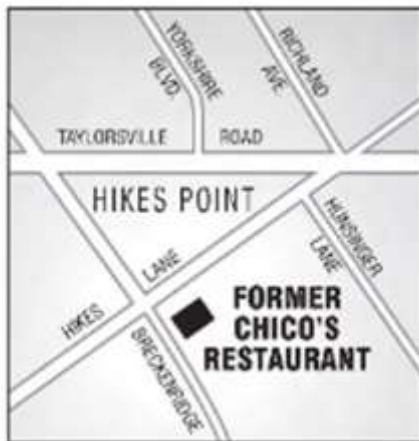 YORKSHIRE
BLVD.
RICHLAND
AVE.
TAYLORSVILLE ROAD
HIKES POINT
HUNSINGER
LANE
HIKES LANE
BRECKENRIDGE
FORMER
CHICO'S
RESTAURANT